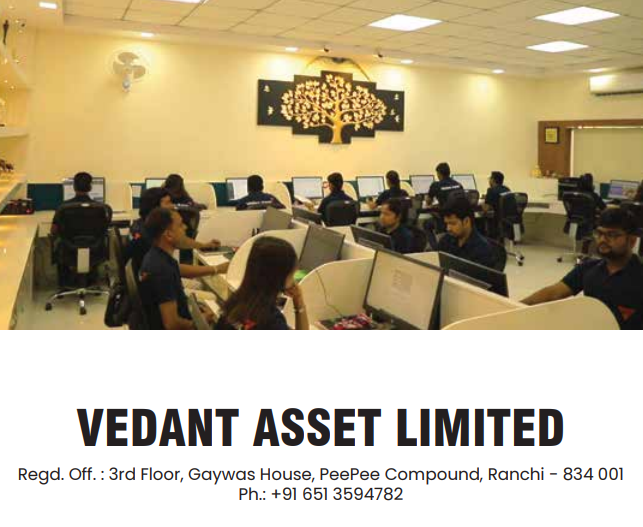 VEDANT ASSET LIMITED
Regd. Off. : 3rd Floor, Gaywas House, PeePee Compound, Ranchi - 834 001
Ph.: +91 651 3594782